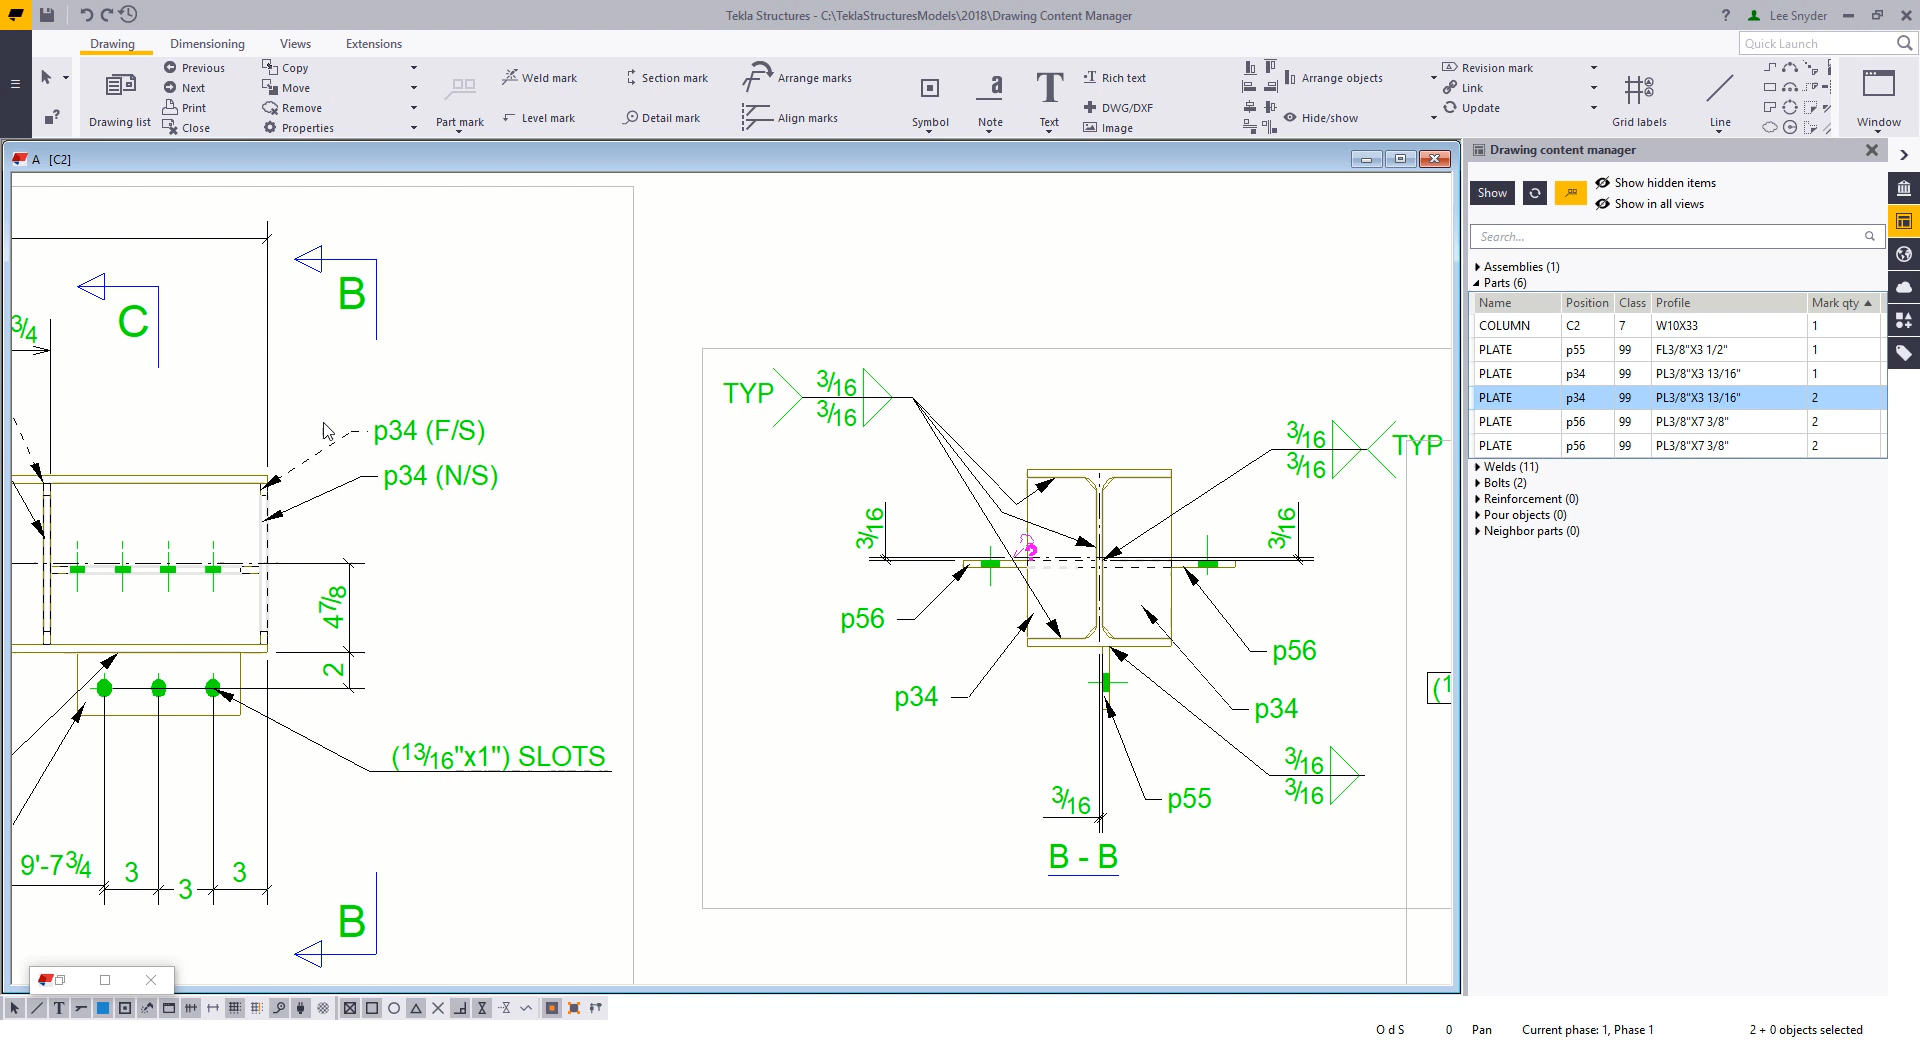 Tekla Structures - C:\TeklaStructuresModels\2018\Drawing Content Manager
? Lee Snyder
Drawing Dimensioning Views Extensions
Quick Launch
Drawing list
Previous
Next
Print
Close
Copy
Move
Remove
Properties
Part mark
Weld mark
Level mark
Section mark
Detail mark
Arrange marks
Align marks
Symbol
a
Note
T
Text
Rich text
DWG/DXF
Image
Arrange objects
Hide/show
Revision mark
Link
Update
Grid labels
Line
Window
A [C2]
B
C
3/4
p34 (F/S)
p34 (N/S)
4 7/8
2
(13/16"x1") SLOTS
9'-7 3/4
3
3
3
B
TYP
3/16
3/16
3/16
3/16
TYP
3/16
3/16
p56
p34
p56
p34
(1
3/16
3/16
3/16
p55
B - B
Drawing content manager
Show
Show hidden items
Show in all views
Search...
Assemblies (1)
Parts (6)
Name Position Class Profile Mark qty
COLUMN C2 7 W10X33 1
PLATE p55 99 FL3/8"X3 1/2" 1
PLATE p34 99 PL3/8"X3 13/16" 1
PLATE p34 99 PL3/8"X3 13/16" 2
PLATE p56 99 PL3/8"X7 3/8" 2
PLATE p56 99 PL3/8"X7 3/8" 2
Welds (11)
Bolts (2)
Reinforcement (0)
Pour objects (0)
Neighbor parts (0)
O d S 0 Pan Current phase: 1, Phase 1 2 + 0 objects selected